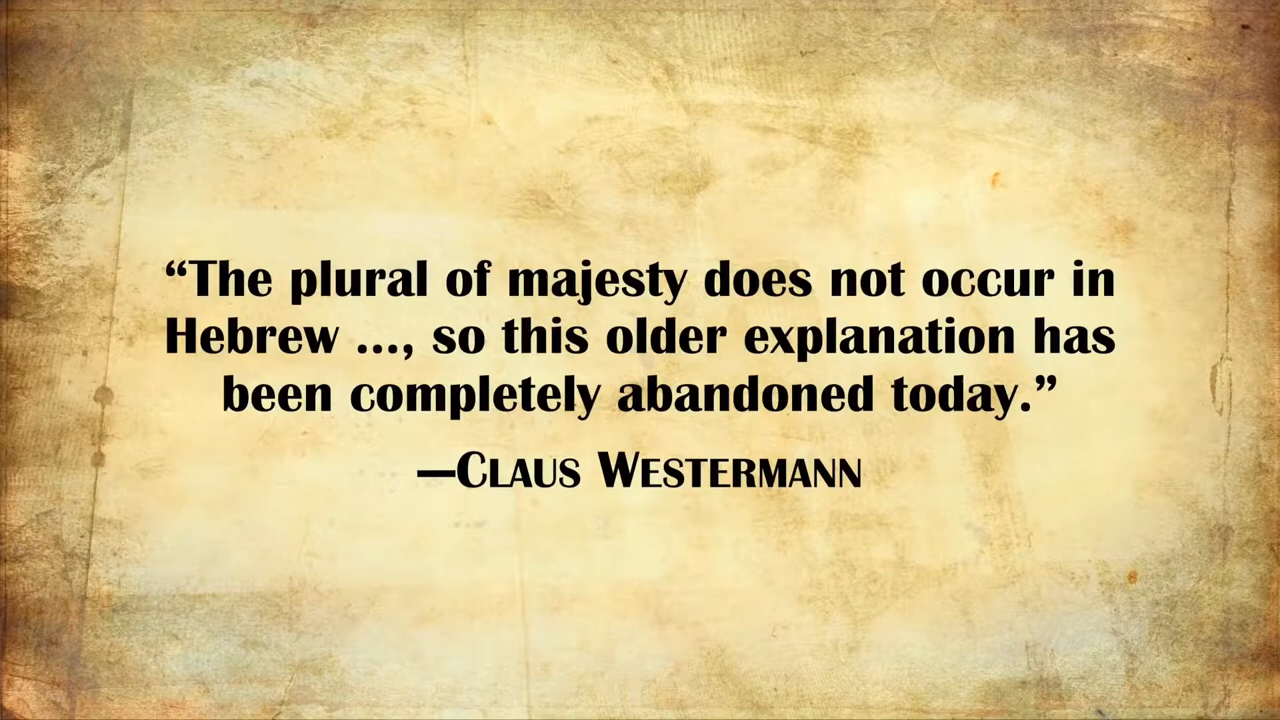 “The plural of majesty does not occur in
Hebrew ..., so this older explanation has
been completely abandoned today.”
—CLAUS WESTERMANN